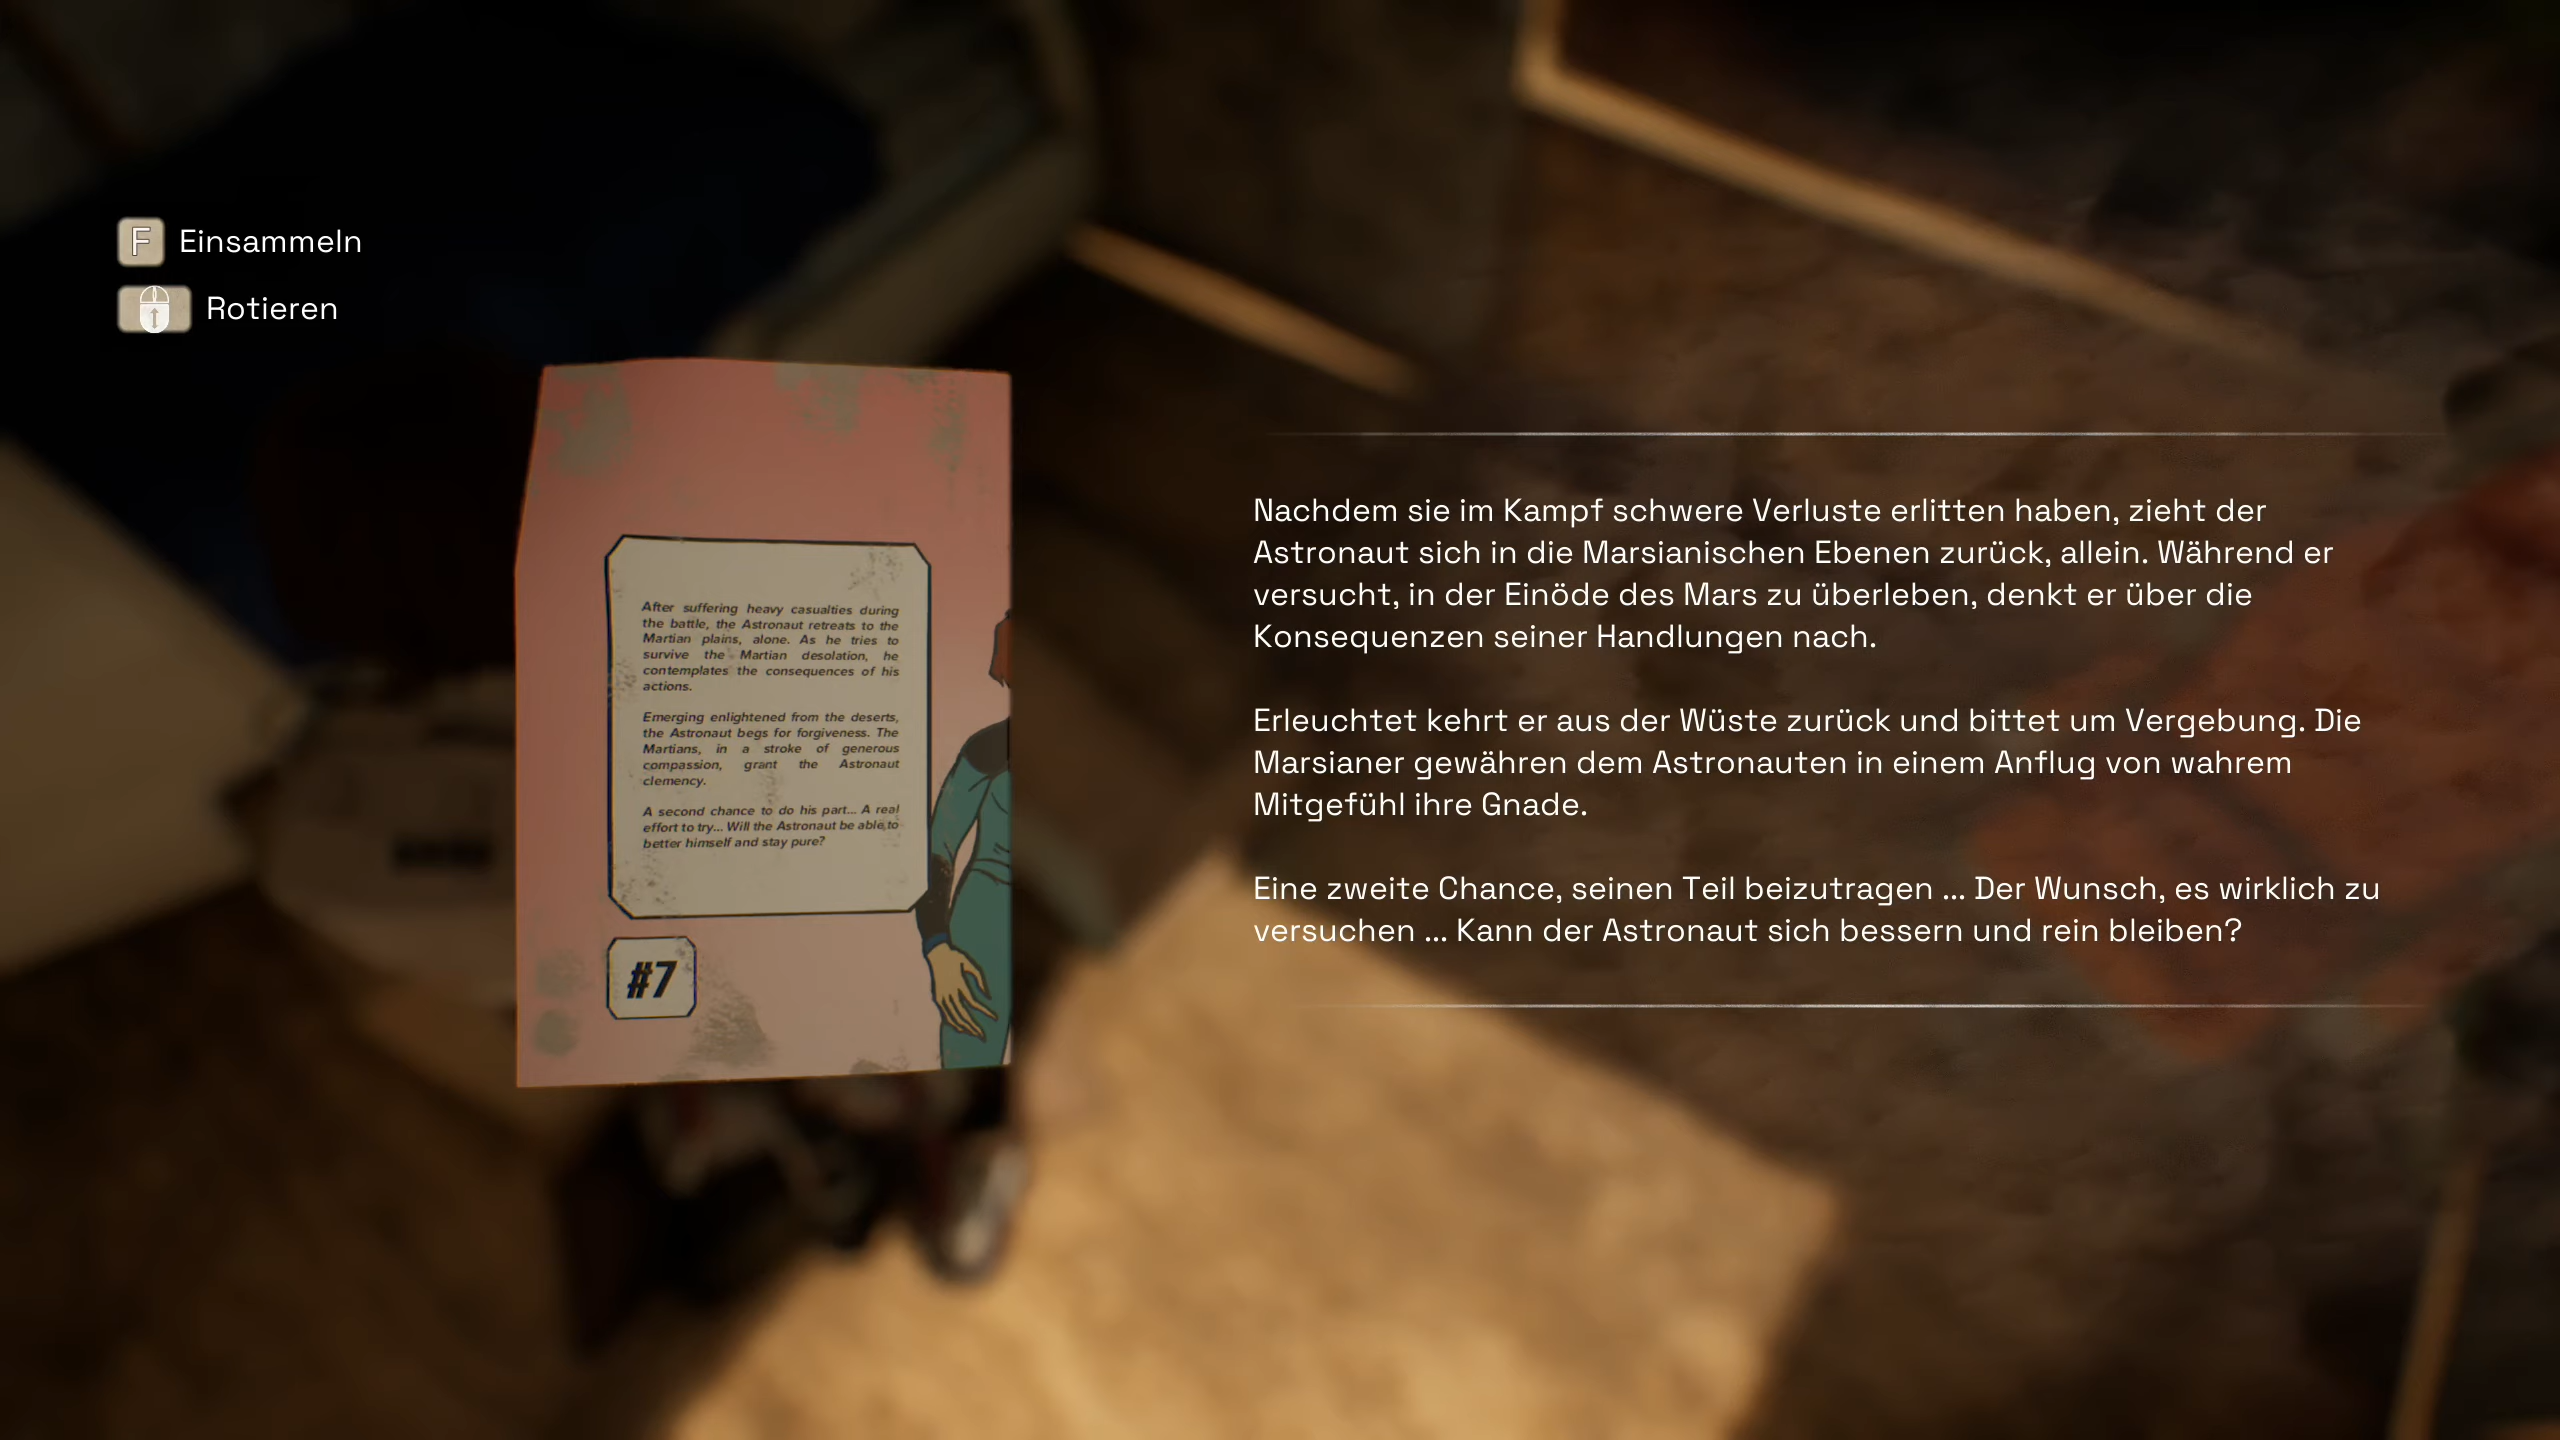 F Einsammeln
Rotieren
After suffering heavy casualties during
the battle, the Astronaut retreats to the
Martian plains, alone. As he tries to
survive the Martian desolation, he
contemplates the consequences of his
actions.
Emerging enlightened from the deserts,
the Astronaut begs for forgiveness. The
Martians, in a stroke of generous
compassion, grant the Astronaut
clemency.
A second chance to do his part... A real
effort to try... Will the Astronaut be able to
better himself and stay pure?
#7
Nachdem sie im Kampf schwere Verluste erlitten haben, zieht der
Astronaut sich in die Marsianischen Ebenen zurück, allein. Während er
versucht, in der Einöde des Mars zu überleben, denkt er über die
Konsequenzen seiner Handlungen nach.
Erleuchtet kehrt er aus der Wüste zurück und bittet um Vergebung. Die
Marsianer gewähren dem Astronauten in einem Anflug von wahrem
Mitgefühl ihre Gnade.
Eine zweite Chance, seinen Teil beizutragen ... Der Wunsch, es wirklich zu
versuchen ... Kann der Astronaut sich bessern und rein bleiben?